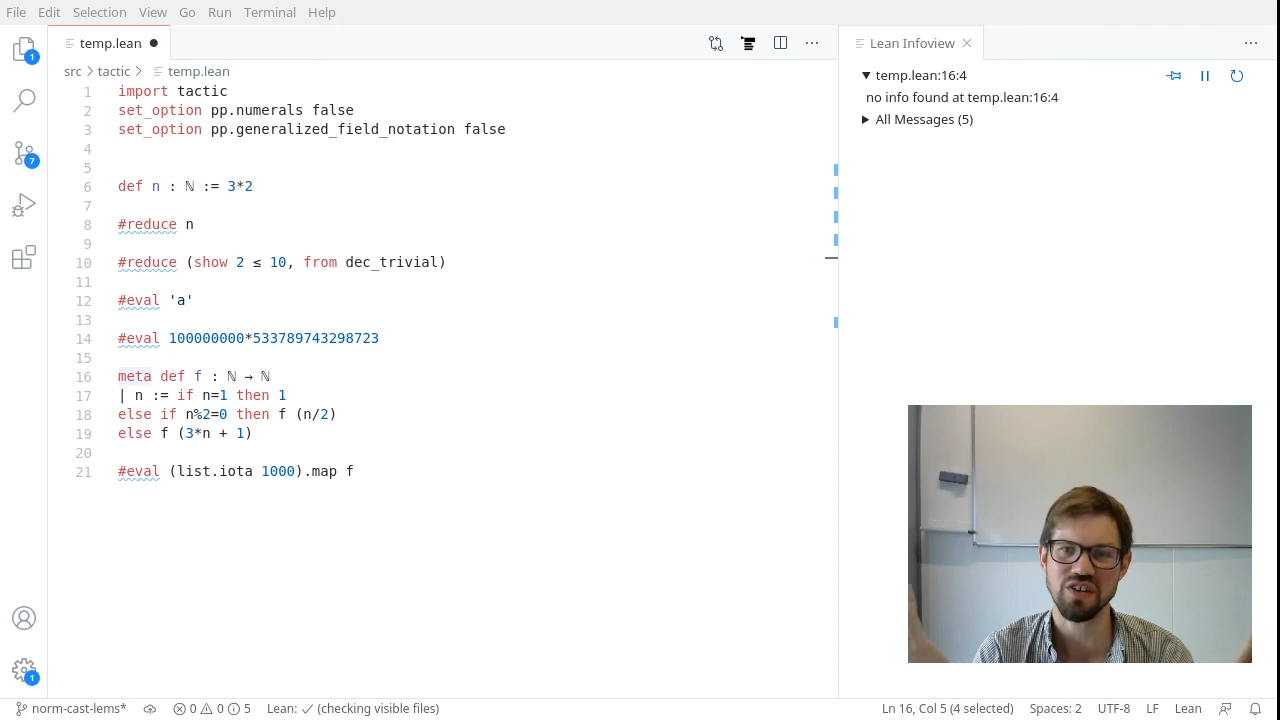 File Edit Selection View Go Run Terminal Help
temp.lean
Lean Infoview
src > tactic > temp.lean
temp.lean:16:4
no info found at temp.lean:16:4
All Messages (5)
1 import tactic
2 set_option pp.numerals false
3 set_option pp.generalized_field_notation false
4
5
6 def n : ℕ := 3*2
7
8 #reduce n
9
10 #reduce (show 2 ≤ 10, from dec_trivial)
11
12 #eval 'a'
13
14 #eval 100000000*533789743298723
15
16 meta def f : ℕ → ℕ
17 | n := if n=1 then 1
18 else if n%2=0 then f (n/2)
19 else f (3*n + 1)
20
21 #eval (list.iota 1000).map f
1
7
1
norm-cast-lems* 0 0 5 Lean: ✓ (checking visible files) Ln 16, Col 5 (4 selected) Spaces: 2 UTF-8 LF Lean